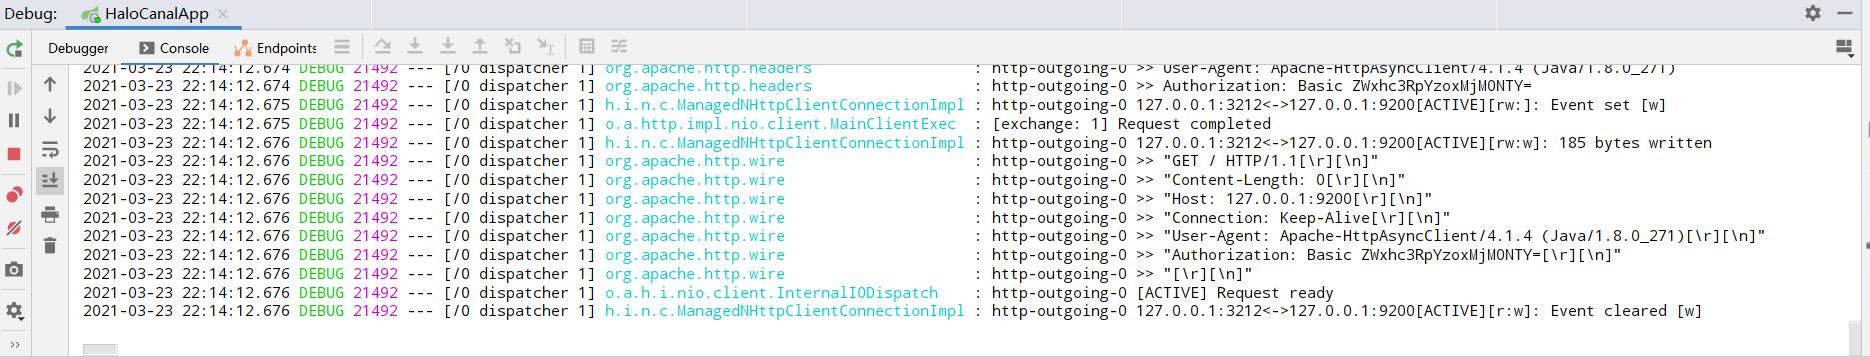 Debug: HaloCanalApp
Debugger Console Endpoints
2021-03-23 22:14:12.674 DEBUG 21492 --- [/O dispatcher 1] org.apache.http.headers : http-outgoing-0 >> User-Agent: Apache-HttpAsyncClient/4.1.4 (Java/1.8.0_271)
2021-03-23 22:14:12.674 DEBUG 21492 --- [/O dispatcher 1] org.apache.http.headers : http-outgoing-0 >> Authorization: Basic ZWxhc3RpYzoxMjM0NTY=
2021-03-23 22:14:12.675 DEBUG 21492 --- [/O dispatcher 1] h.i.n.c.ManagedNHttpClientConnectionImpl : http-outgoing-0 127.0.0.1:3212<->127.0.0.1:9200[ACTIVE][rw:]: Event set [w]
2021-03-23 22:14:12.675 DEBUG 21492 --- [/O dispatcher 1] o.a.http.impl.nio.client.MainClientExec : [exchange: 1] Request completed
2021-03-23 22:14:12.676 DEBUG 21492 --- [/O dispatcher 1] h.i.n.c.ManagedNHttpClientConnectionImpl : http-outgoing-0 127.0.0.1:3212<->127.0.0.1:9200[ACTIVE][rw:w]: 185 bytes written
2021-03-23 22:14:12.676 DEBUG 21492 --- [/O dispatcher 1] org.apache.http.wire : http-outgoing-0 >> "GET / HTTP/1.1[\r][\n]"
2021-03-23 22:14:12.676 DEBUG 21492 --- [/O dispatcher 1] org.apache.http.wire : http-outgoing-0 >> "Content-Length: 0[\r][\n]"
2021-03-23 22:14:12.676 DEBUG 21492 --- [/O dispatcher 1] org.apache.http.wire : http-outgoing-0 >> "Host: 127.0.0.1:9200[\r][\n]"
2021-03-23 22:14:12.676 DEBUG 21492 --- [/O dispatcher 1] org.apache.http.wire : http-outgoing-0 >> "Connection: Keep-Alive[\r][\n]"
2021-03-23 22:14:12.676 DEBUG 21492 --- [/O dispatcher 1] org.apache.http.wire : http-outgoing-0 >> "User-Agent: Apache-HttpAsyncClient/4.1.4 (Java/1.8.0_271)[\r][\n]"
2021-03-23 22:14:12.676 DEBUG 21492 --- [/O dispatcher 1] org.apache.http.wire : http-outgoing-0 >> "Authorization: Basic ZWxhc3RpYzoxMjM0NTY=[\r][\n]"
2021-03-23 22:14:12.676 DEBUG 21492 --- [/O dispatcher 1] org.apache.http.wire : http-outgoing-0 >> "[\r][\n]"
2021-03-23 22:14:12.676 DEBUG 21492 --- [/O dispatcher 1] o.a.h.i.nio.client.InternalIODispatch : http-outgoing-0 [ACTIVE] Request ready
2021-03-23 22:14:12.676 DEBUG 21492 --- [/O dispatcher 1] h.i.n.c.ManagedNHttpClientConnectionImpl : http-outgoing-0 127.0.0.1:3212<->127.0.0.1:9200[ACTIVE][r:w]: Event cleared [w]